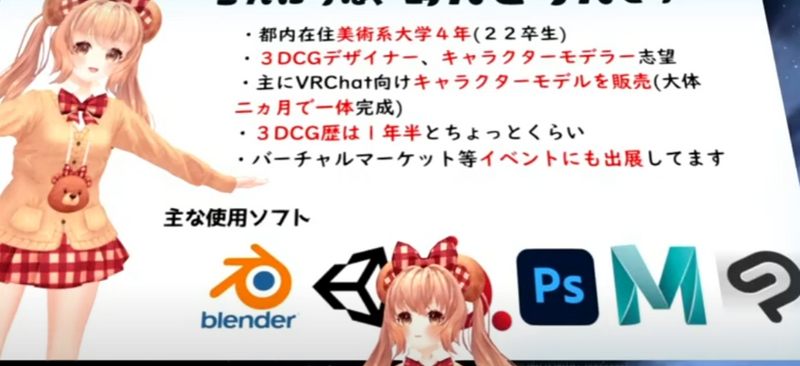 ・都内在住美術系大学４年(２２卒生)
・３DCGデザイナー、キャラクターモデラー志望
・主にVRChat向けキャラクターモデルを販売(大体
二ヵ月で一体完成)
・３DCG歴は１年半とちょっとくらい
・バーチャルマーケット等イベントにも出展してます
主な使用ソフト
blender
Ps